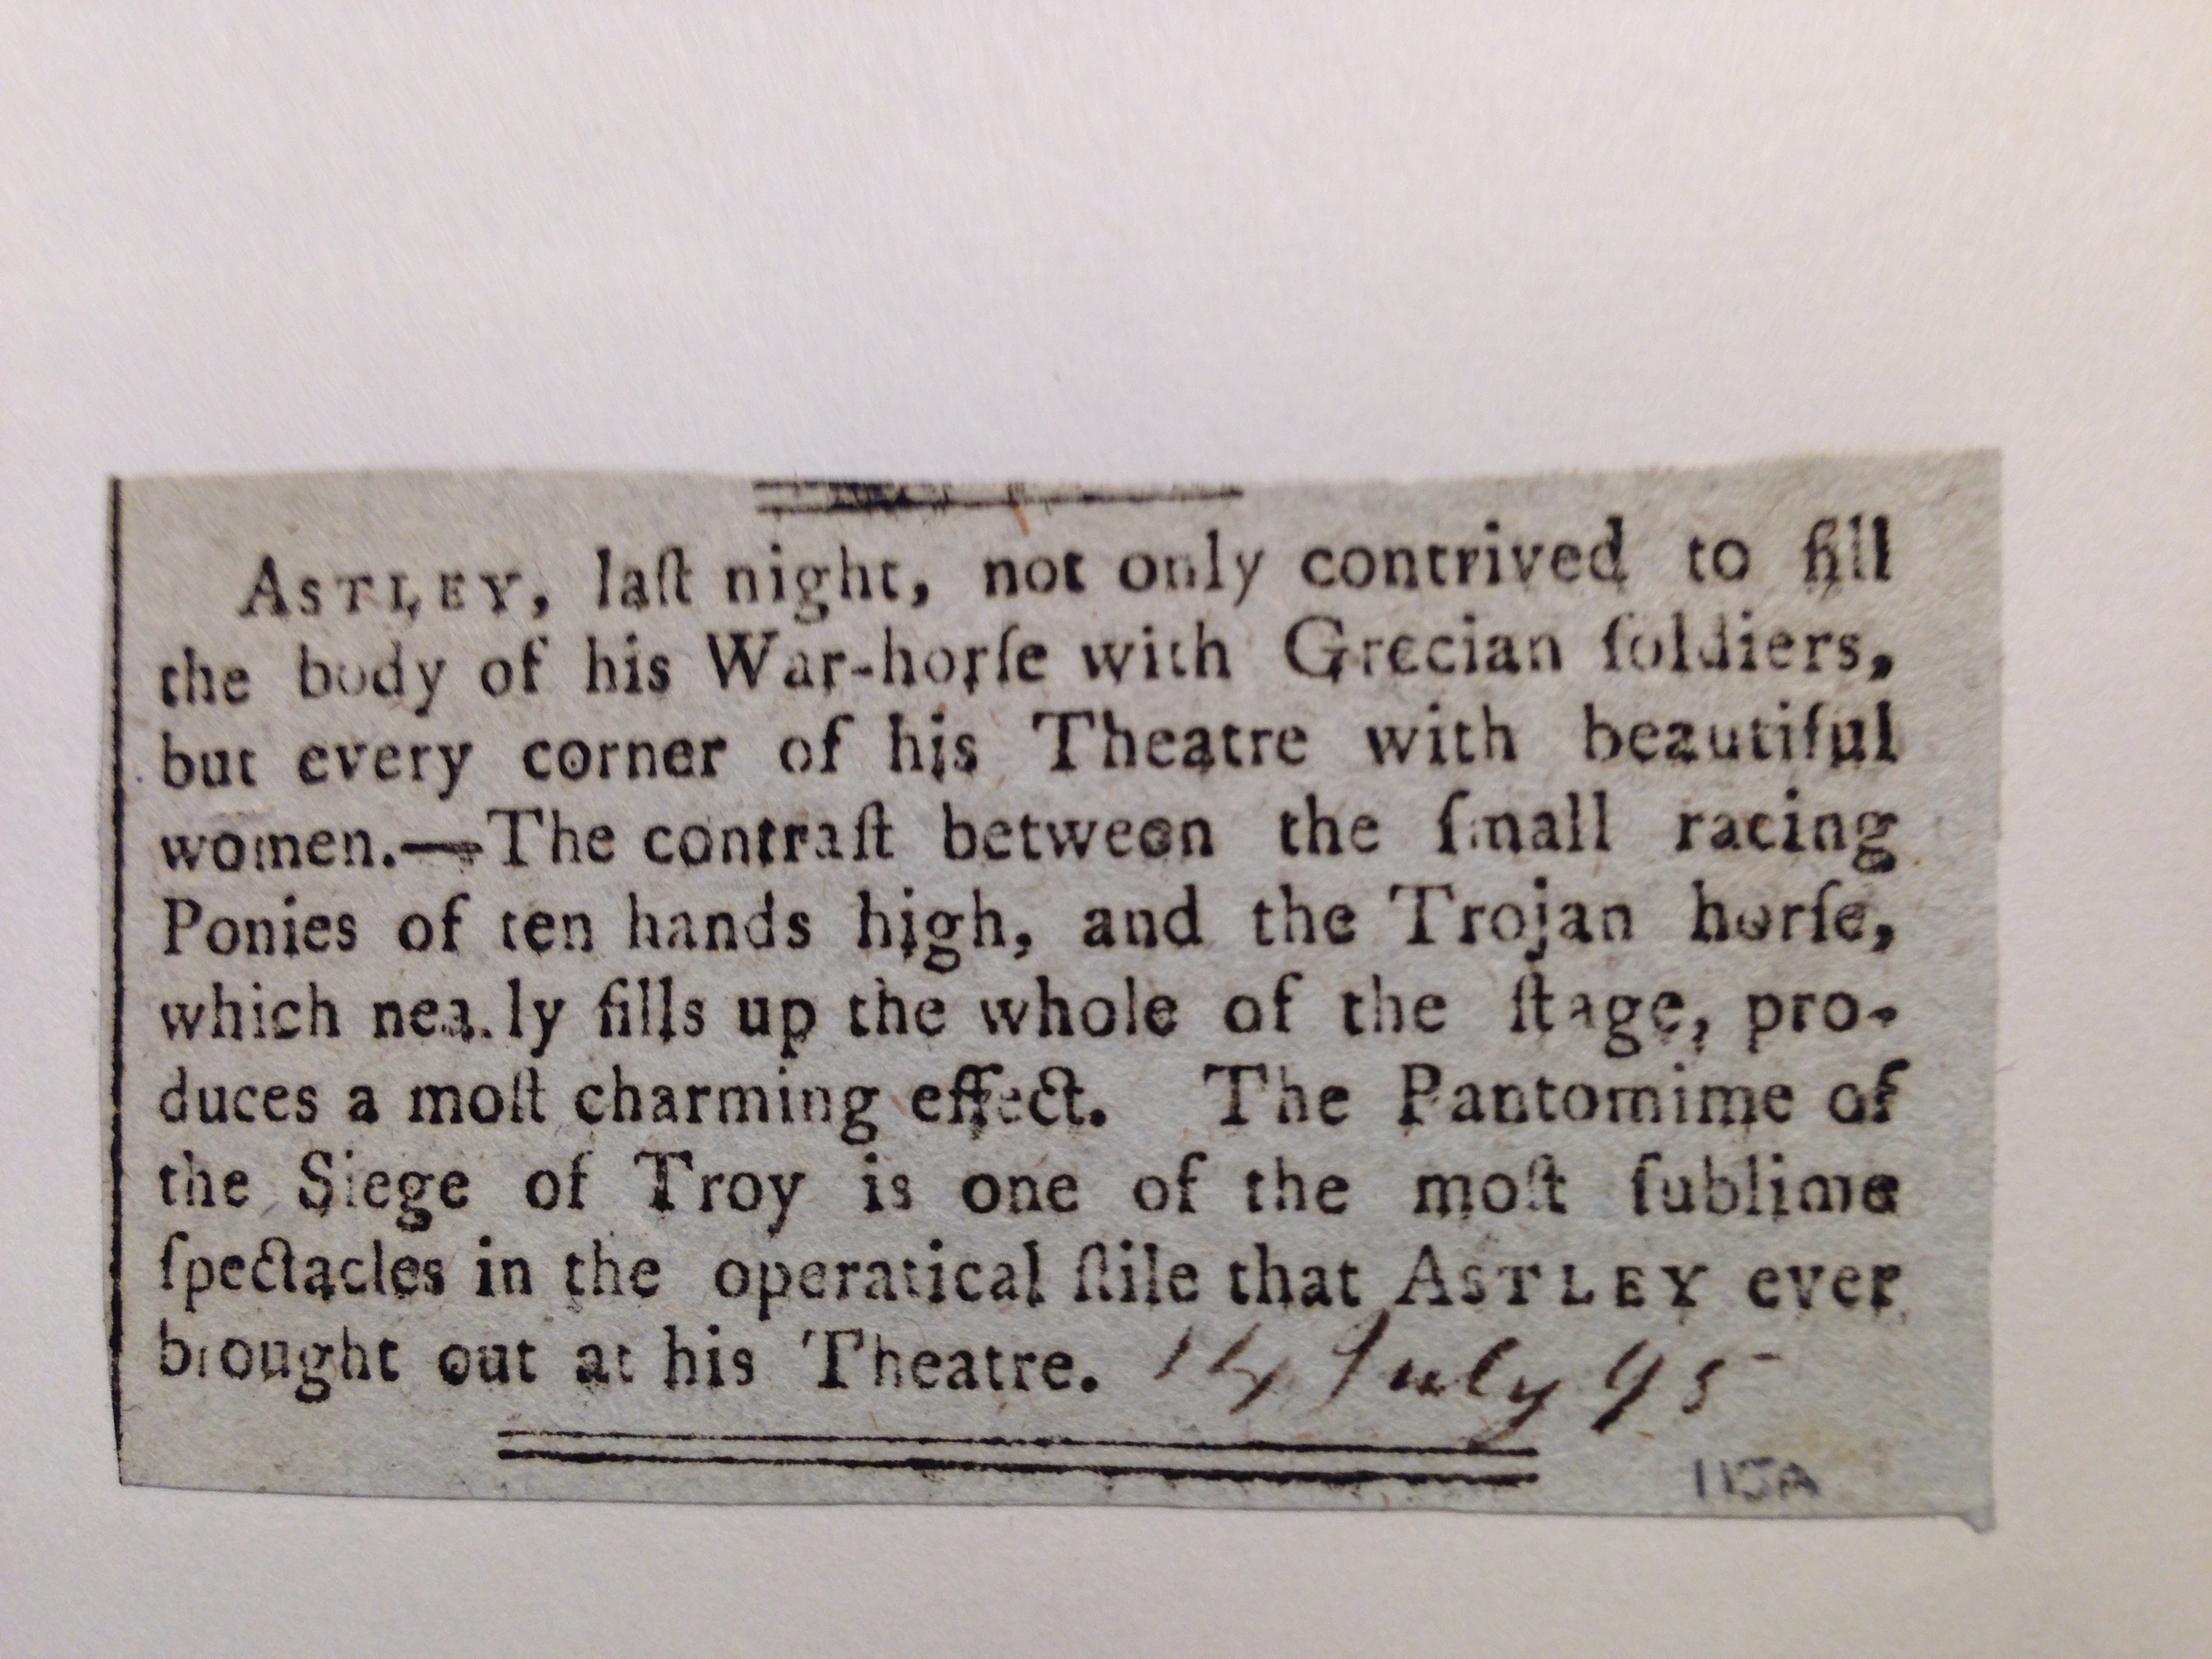 ASTLEY, laſt night, not only contrived to fill
the body of his War-horſe with Grecian ſoldiers,
but every corner of his Theatre with beautiful
women.—The contraſt between the ſmall racing
Ponies of ten hands high, and the Trojan horſe,
which nearly fills up the whole of the ſtage, pro-
duces a moſt charming effect. The Pantomime of
the Siege of Troy is one of the moſt ſublime
ſpectacles in the operatical ſtile that ASTLEY ever
brought out at his Theatre. 14 July 95
115A